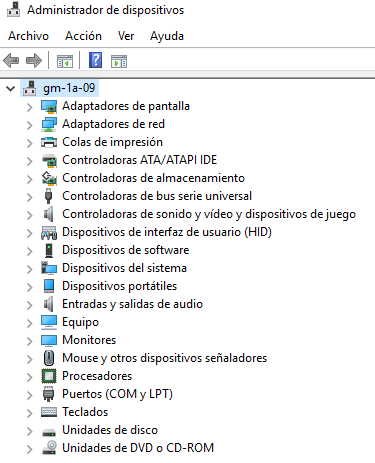 Administrador de dispositivos
Archivo Acción Ver Ayuda
gm-1a-09
Adaptadores de pantalla
Adaptadores de red
Colas de impresión
Controladoras ATA/ATAPI IDE
Controladoras de almacenamiento
Controladoras de bus serie universal
Controladoras de sonido y vídeo y dispositivos de juego
Dispositivos de interfaz de usuario (HID)
Dispositivos de software
Dispositivos del sistema
Dispositivos portátiles
Entradas y salidas de audio
Equipo
Monitores
Mouse y otros dispositivos señaladores
Procesadores
Puertos (COM y LPT)
Teclados
Unidades de disco
Unidades de DVD o CD-ROM